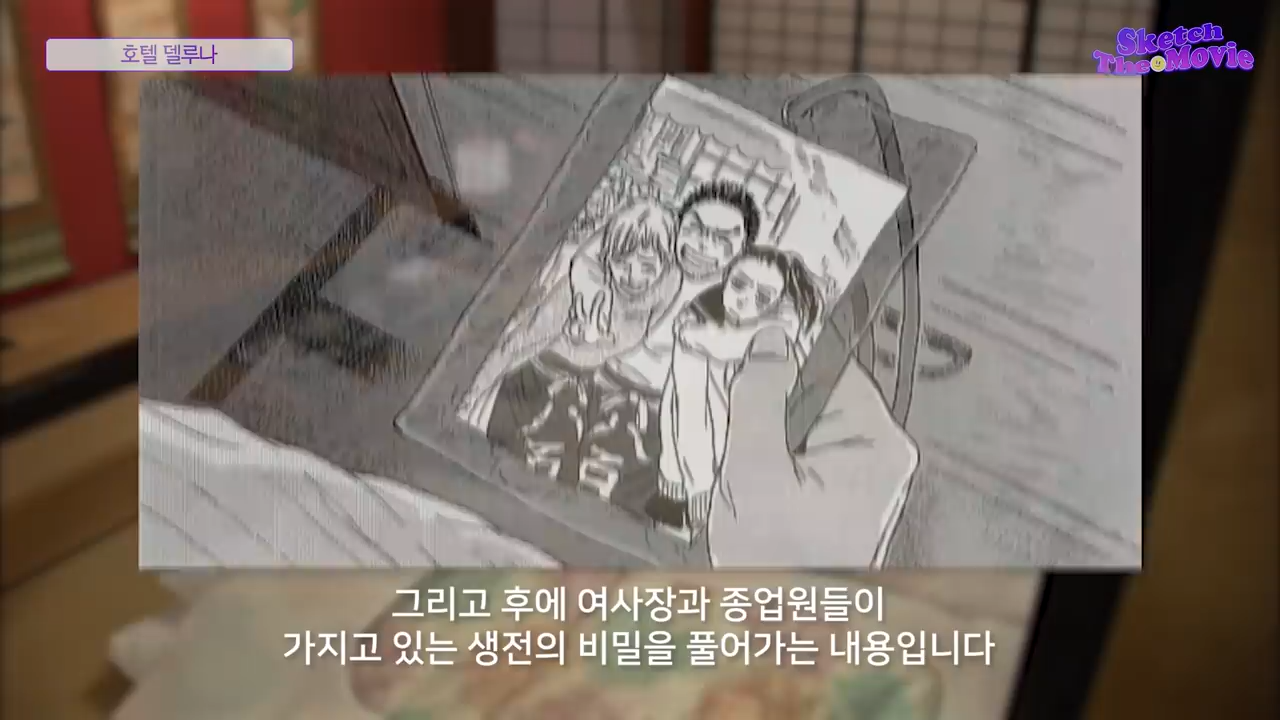 호텔 델루나
Sketch
The Movie
그리고 후에 여사장과 종업원들이
가지고 있는 생전의 비밀을 풀어가는 내용입니다